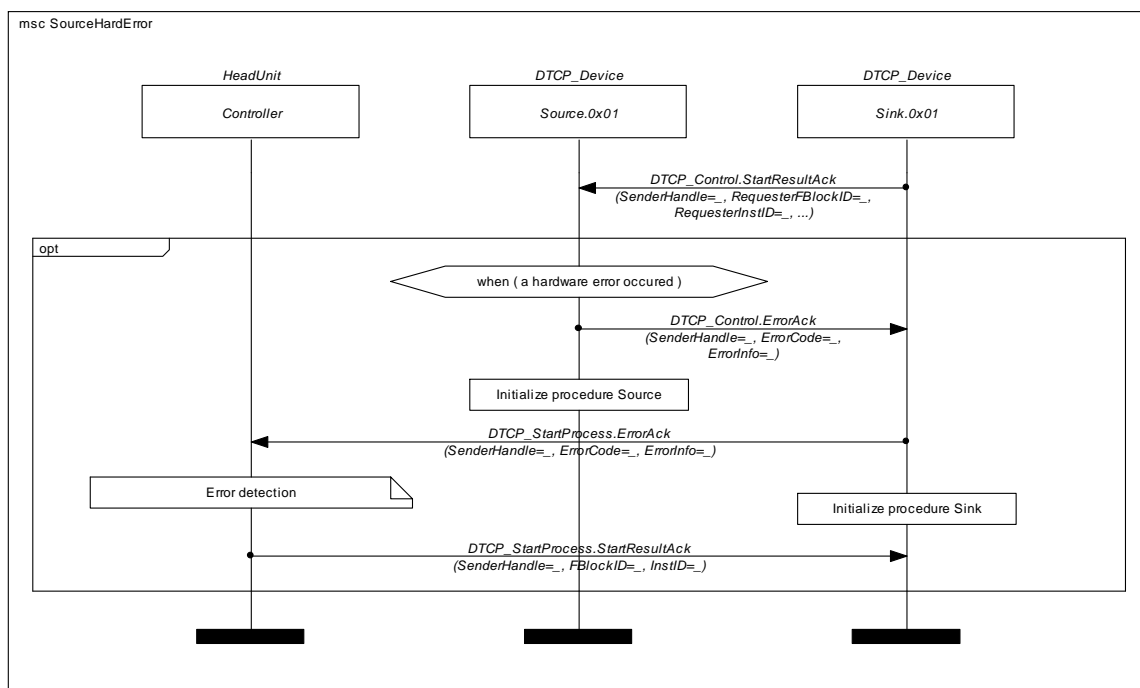 msc SourceHardError
HeadUnit
DTCP_Device
DTCP_Device
Controller
Source.0x01
Sink.0x01
DTCP_Control.StartResultAck
(SenderHandle=_, RequesterFBlockID=_,
RequesterInstID=_, ...)
opt
when ( a hardware error occured )
DTCP_Control.ErrorAck
(SenderHandle=_, ErrorCode=_,
ErrorInfo=_)
Initialize procedure Source
DTCP_StartProcess.ErrorAck
(SenderHandle=_, ErrorCode=_, ErrorInfo=_)
Error detection
Initialize procedure Sink
DTCP_StartProcess.StartResultAck
(SenderHandle=_, FBlockID=_, InstID=_)